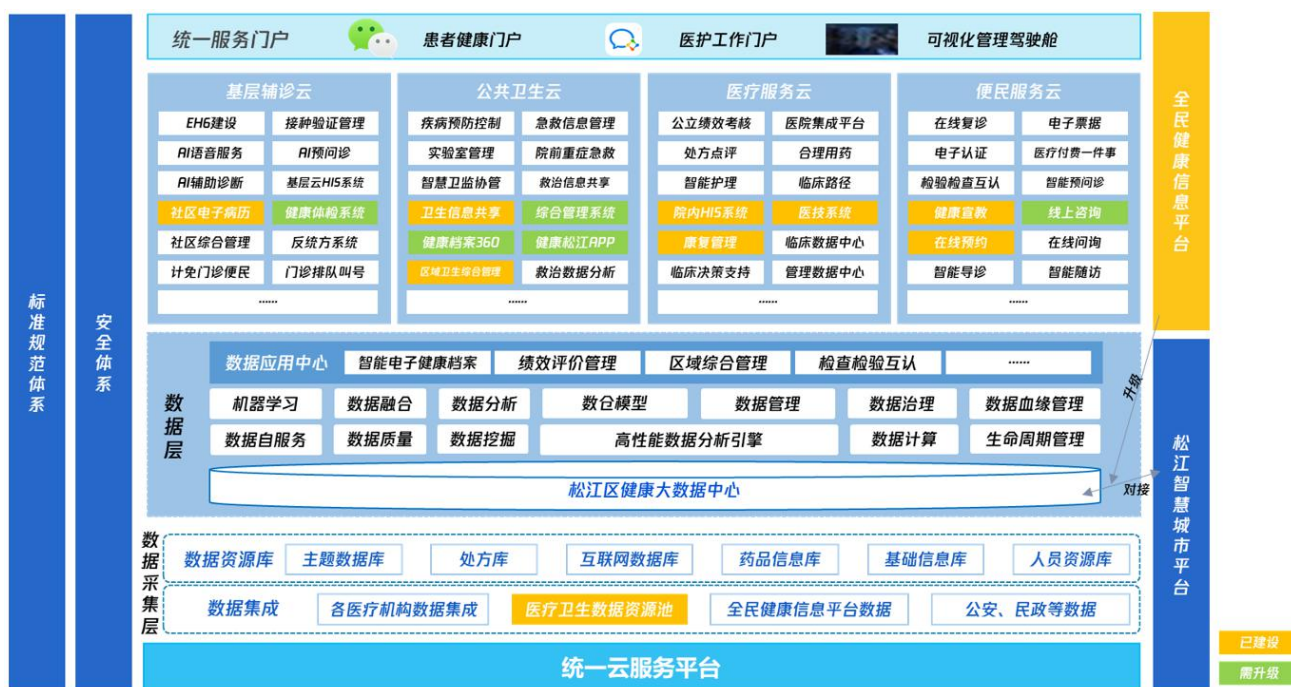 统一服务门户 患者健康门户 医护工作门户 可视化管理驾驶舱
标准规范体系
安全体系
基层辅诊云
EHG建设 接种验证管理
AI语音服务 AI预问诊
AI辅助诊断 基层云HIS系统
社区电子病历 健康体检系统
社区综合管理 反统方系统
计免门诊便民 门诊排队叫号
......
公共卫生云
疾病预防控制 急救信息管理
实验室管理 院前重症急救
智慧卫监协管 救治信息共享
卫生信息共享 综合管理系统
健康档案360 健康松江APP
区域卫生综合管理 救治数据分析
......
医疗服务云
公立绩效考核 医院集成平台
处方点评 合理用药
智能护理 临床路径
院内HIS系统 医技系统
康复管理 临床数据中心
临床决策支持 管理数据中心
......
便民服务云
在线复诊 电子票据
电子认证 医疗付费一件事
检验检查互认 智能预问诊
健康宣教 线上咨询
在线预约 在线问询
智能导诊 智能随访
......
全民健康信息平台
数据层
数据应用中心 智能电子健康档案 绩效评价管理 区域综合管理 检查检验互认 ......
机器学习 数据融合 数据分析 数仓模型 数据管理 数据治理 数据血缘管理
数据自服务 数据质量 数据挖掘 高性能数据分析引擎 数据计算 生命周期管理
松江区健康大数据中心
升级
对接
松江智慧城市平台
数据采集层
数据资源库 主题数据库 处方库 互联网数据库 药品信息库 基础信息库 人员资源库
数据集成 各医疗机构数据集成 医疗卫生数据资源池 全民健康信息平台数据 公安、民政等数据
统一云服务平台
已建设
需升级